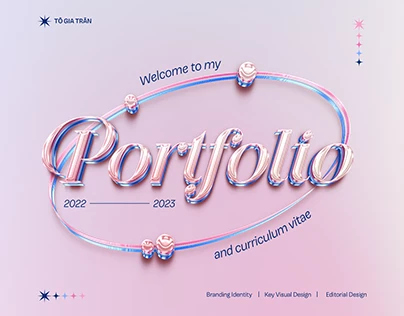 TÔ GIA TRÂN
Welcome to my
Portfolio
2022 2023
and curriculum vitae
Branding Identity | Key Visual Design | Editorial Design